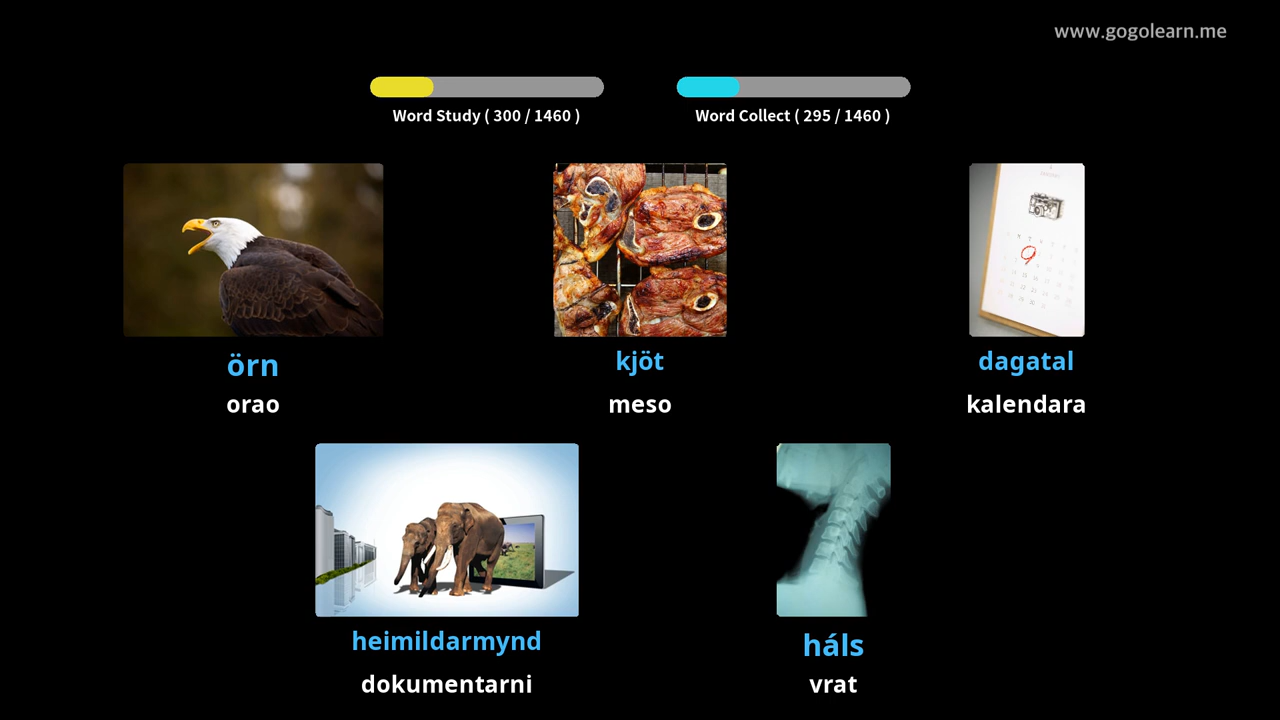 www.gogolearn.me
Word Study ( 300 / 1460 )
Word Collect ( 295 / 1460 )
örn
kjöt
dagatal
orao
meso
kalendara
heimildarmynd
háls
dokumentarni
vrat